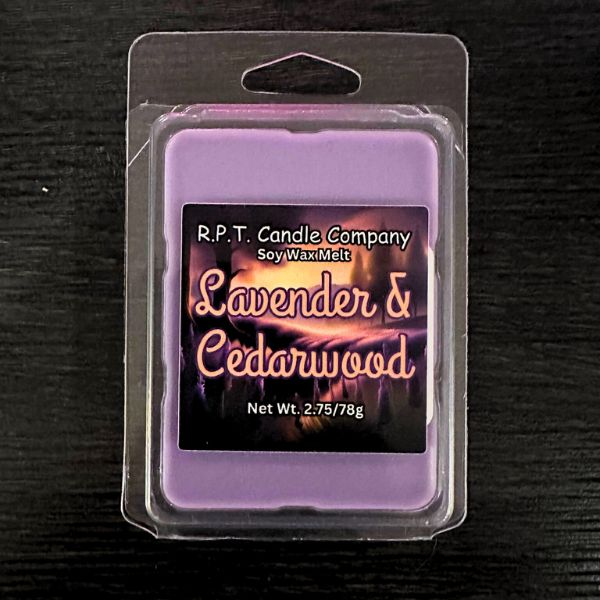 R.P.T. Candle Company
Soy Wax Melt
Lavender &
Cedarwood
Net Wt. 2.75/78g